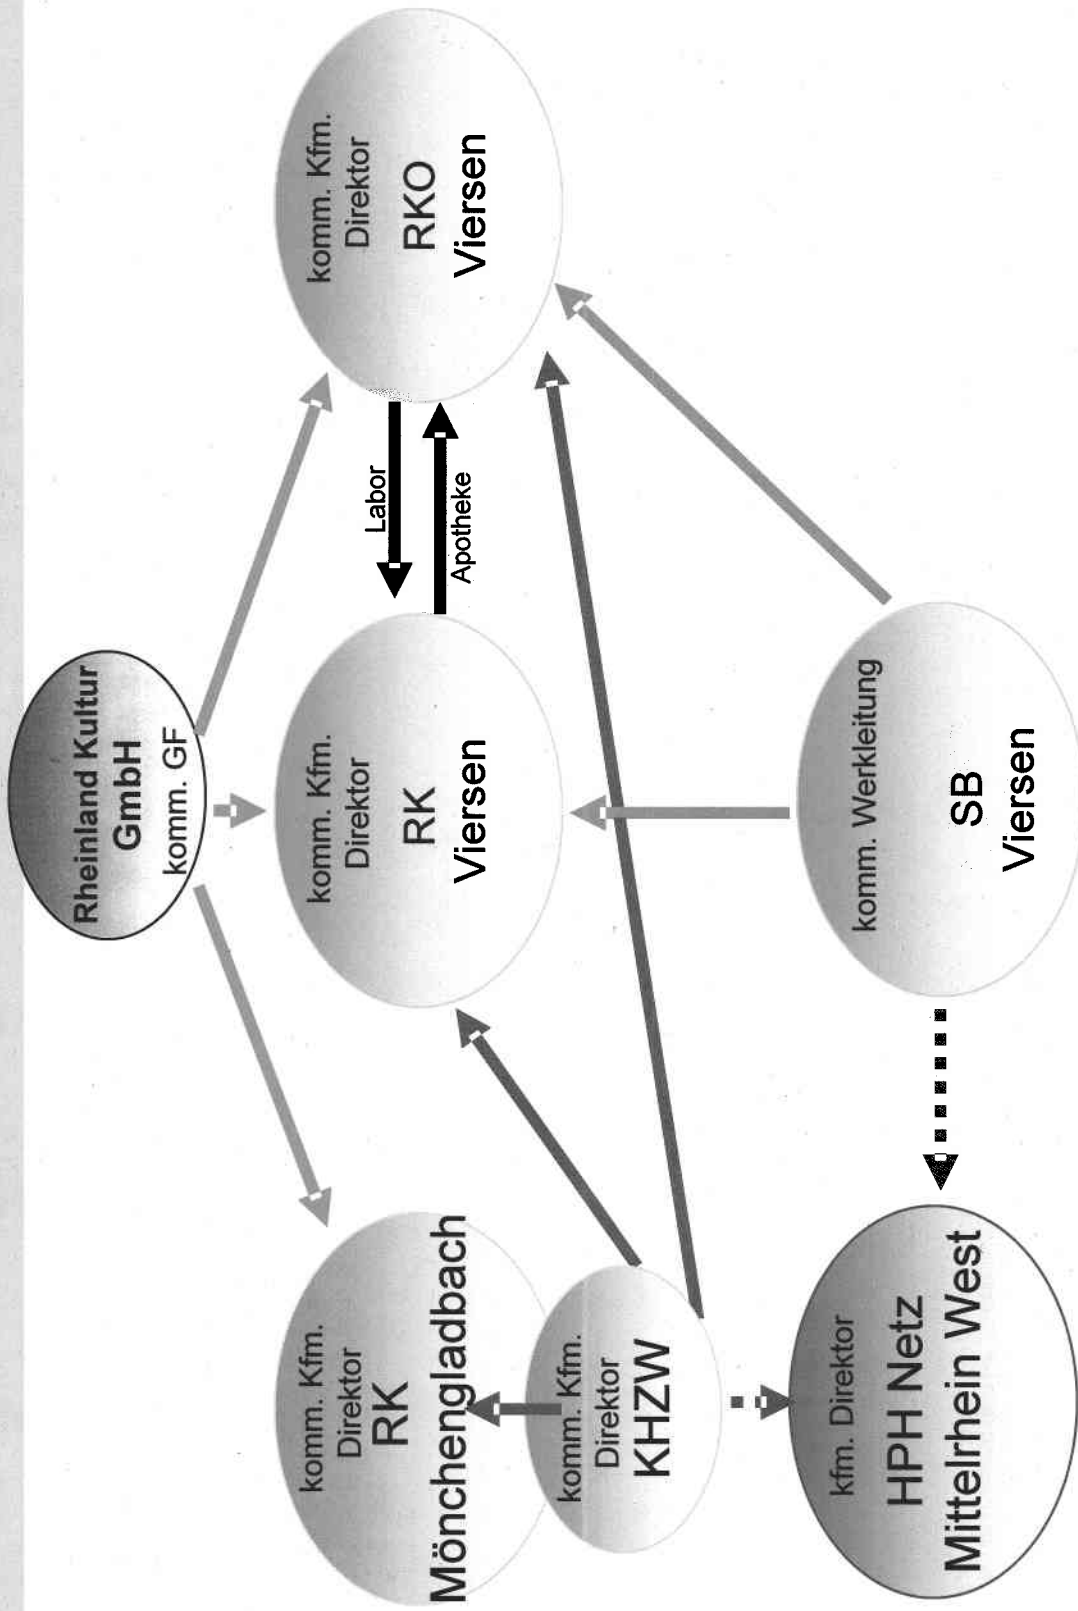 Rheinland Kultur
GmbH
komm. GF
komm. Kfm.
Direktor
RK
Mönchengladbach
komm. Kfm.
Direktor
RK
Viersen
Labor
Apotheke
komm. Kfm.
Direktor
RKO
Viersen
komm. Kfm.
Direktor
KHZW
kfm. Direktor
HPH Netz
Mittelrhein West
komm. Werkleitung
SB
Viersen